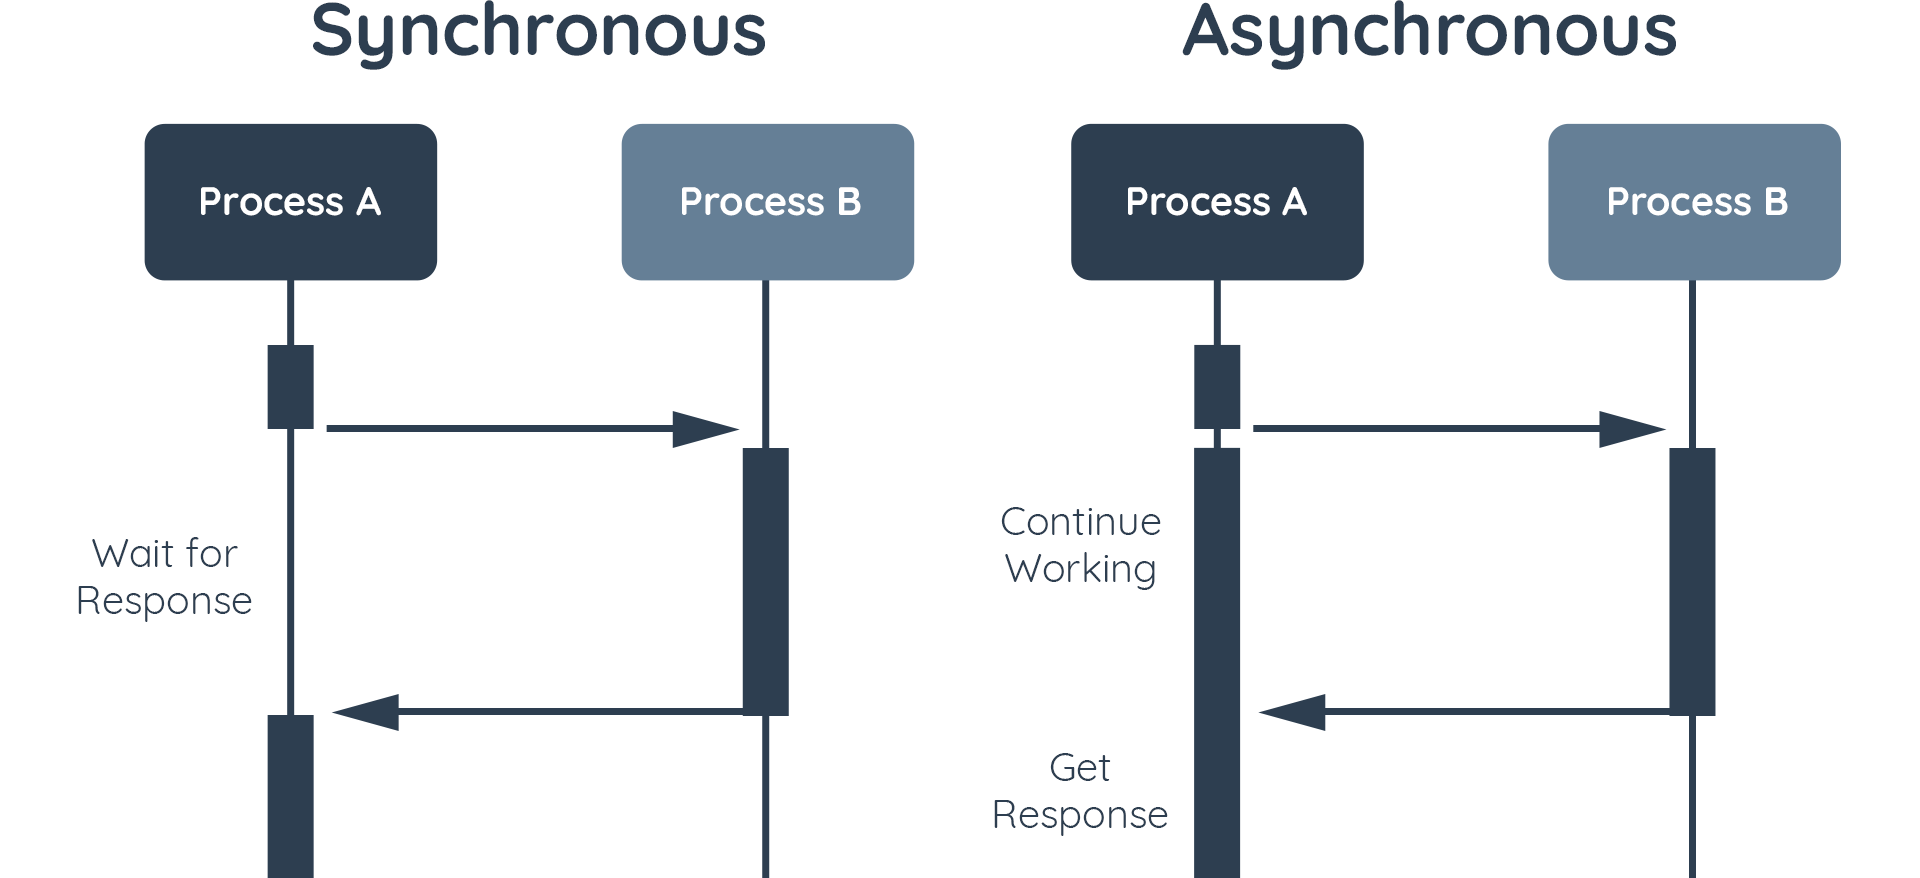 Synchronous
Process A
Process B
Wait for
Response
Asynchronous
Process A
Process B
Continue
Working
Get
Response